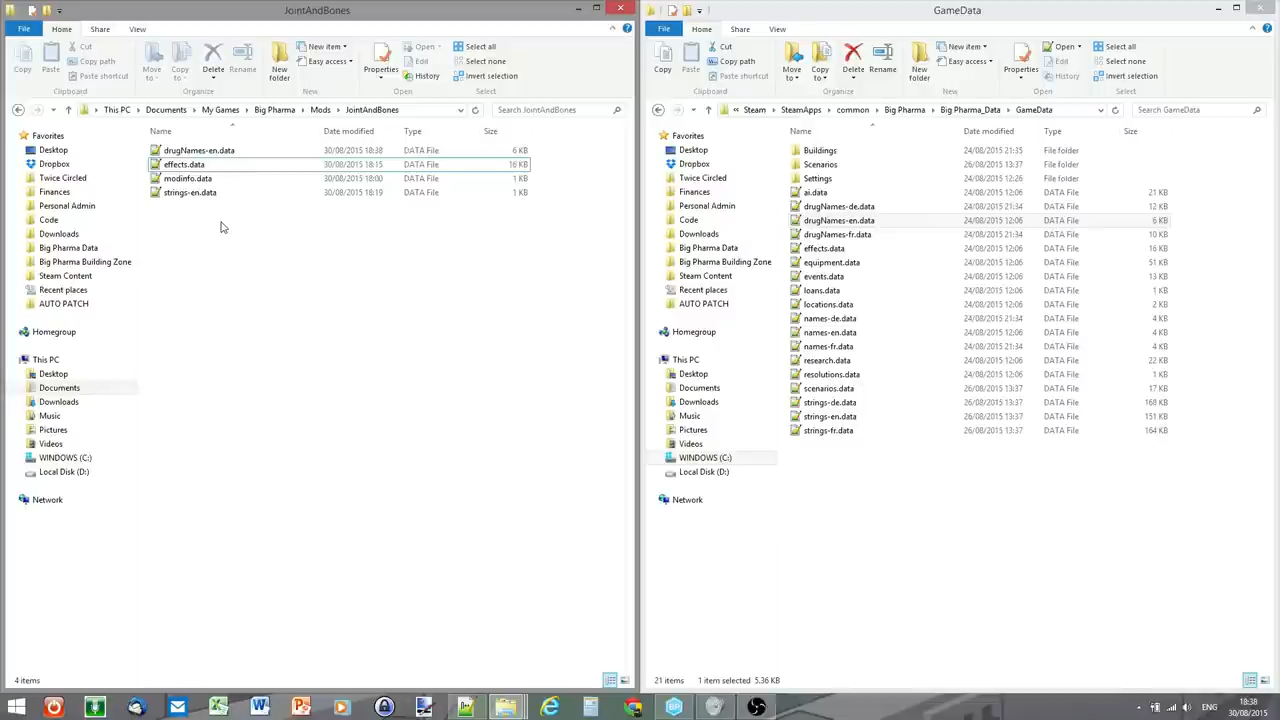 JointAndBones
File Home Share View
Copy
Paste
Cut
Copy path
Paste shortcut
Clipboard
Move to
Copy to
Delete
Rename
Organize
New folder
New item
Easy access
New
Properties
Open
Edit
History
Open
Select all
Select none
Invert selection
Select
This PC Documents My Games Big Pharma Mods JointAndBones
Search JointAndBones
Name Date modified Type Size
drugNames-en.data 30/08/2015 18:38 DATA File 6 KB
effects.data 30/08/2015 18:15 DATA File 16 KB
modinfo.data 30/08/2015 18:00 DATA File 1 KB
strings-en.data 30/08/2015 18:19 DATA File 1 KB
Favorites
Desktop
Dropbox
Twice Circled
Finances
Personal Admin
Code
Downloads
Big Pharma Data
Big Pharma Building Zone
Steam Content
Recent places
AUTO PATCH
Homegroup
This PC
Desktop
Documents
Downloads
Music
Pictures
Videos
WINDOWS (C:)
Local Disk (D:)
Network
4 items
GameData
File Home Share View
Copy
Paste
Cut
Copy path
Paste shortcut
Clipboard
Move to
Copy to
Delete
Rename
Organize
New folder
New item
Easy access
New
Properties
Open
Edit
History
Open
Select all
Select none
Invert selection
Select
Steam SteamApps common Big Pharma Big Pharma_Data GameData
Search GameData
Name Date modified Type Size
Buildings 24/08/2015 21:35 File folder
Scenarios 26/08/2015 13:37 File folder
Settings 24/08/2015 21:26 File folder
ai.data 24/08/2015 12:06 DATA File 21 KB
drugNames-de.data 24/08/2015 21:34 DATA File 12 KB
drugNames-en.data 24/08/2015 12:06 DATA File 6 KB
drugNames-fr.data 24/08/2015 21:34 DATA File 10 KB
effects.data 24/08/2015 12:06 DATA File 16 KB
equipment.data 24/08/2015 12:06 DATA File 51 KB
events.data 24/08/2015 12:06 DATA File 13 KB
loans.data 24/08/2015 12:06 DATA File 1 KB
locations.data 24/08/2015 12:06 DATA File 2 KB
names-de.data 24/08/2015 21:34 DATA File 4 KB
names-en.data 24/08/2015 12:06 DATA File 4 KB
names-fr.data 24/08/2015 21:34 DATA File 4 KB
research.data 24/08/2015 12:06 DATA File 22 KB
resolutions.data 24/08/2015 12:06 DATA File 1 KB
scenarios.data 26/08/2015 13:37 DATA File 17 KB
strings-de.data 26/08/2015 13:37 DATA File 168 KB
strings-en.data 26/08/2015 13:37 DATA File 151 KB
strings-fr.data 26/08/2015 13:37 DATA File 164 KB
Favorites
Desktop
Dropbox
Twice Circled
Finances
Personal Admin
Code
Downloads
Big Pharma Data
Big Pharma Building Zone
Steam Content
Recent places
AUTO PATCH
Homegroup
This PC
Desktop
Documents
Downloads
Music
Pictures
Videos
WINDOWS (C:)
Local Disk (D:)
Network
21 items 1 item selected 5.36 KB
ENG
18:38
30/08/2015